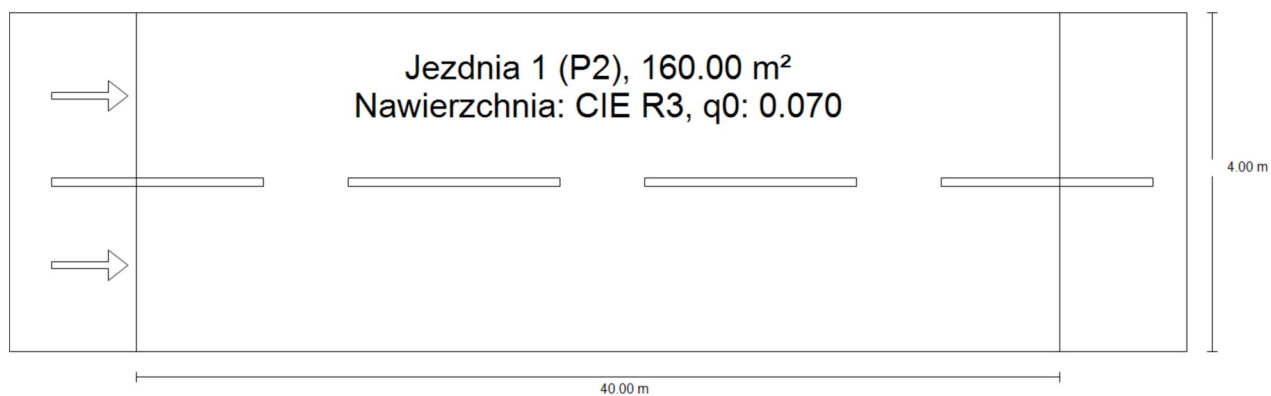 Jezdnia 1 (P2), 160.00 m²
Nawierzchnia: CIE R3, q0: 0.070
4.00 m
40.00 m